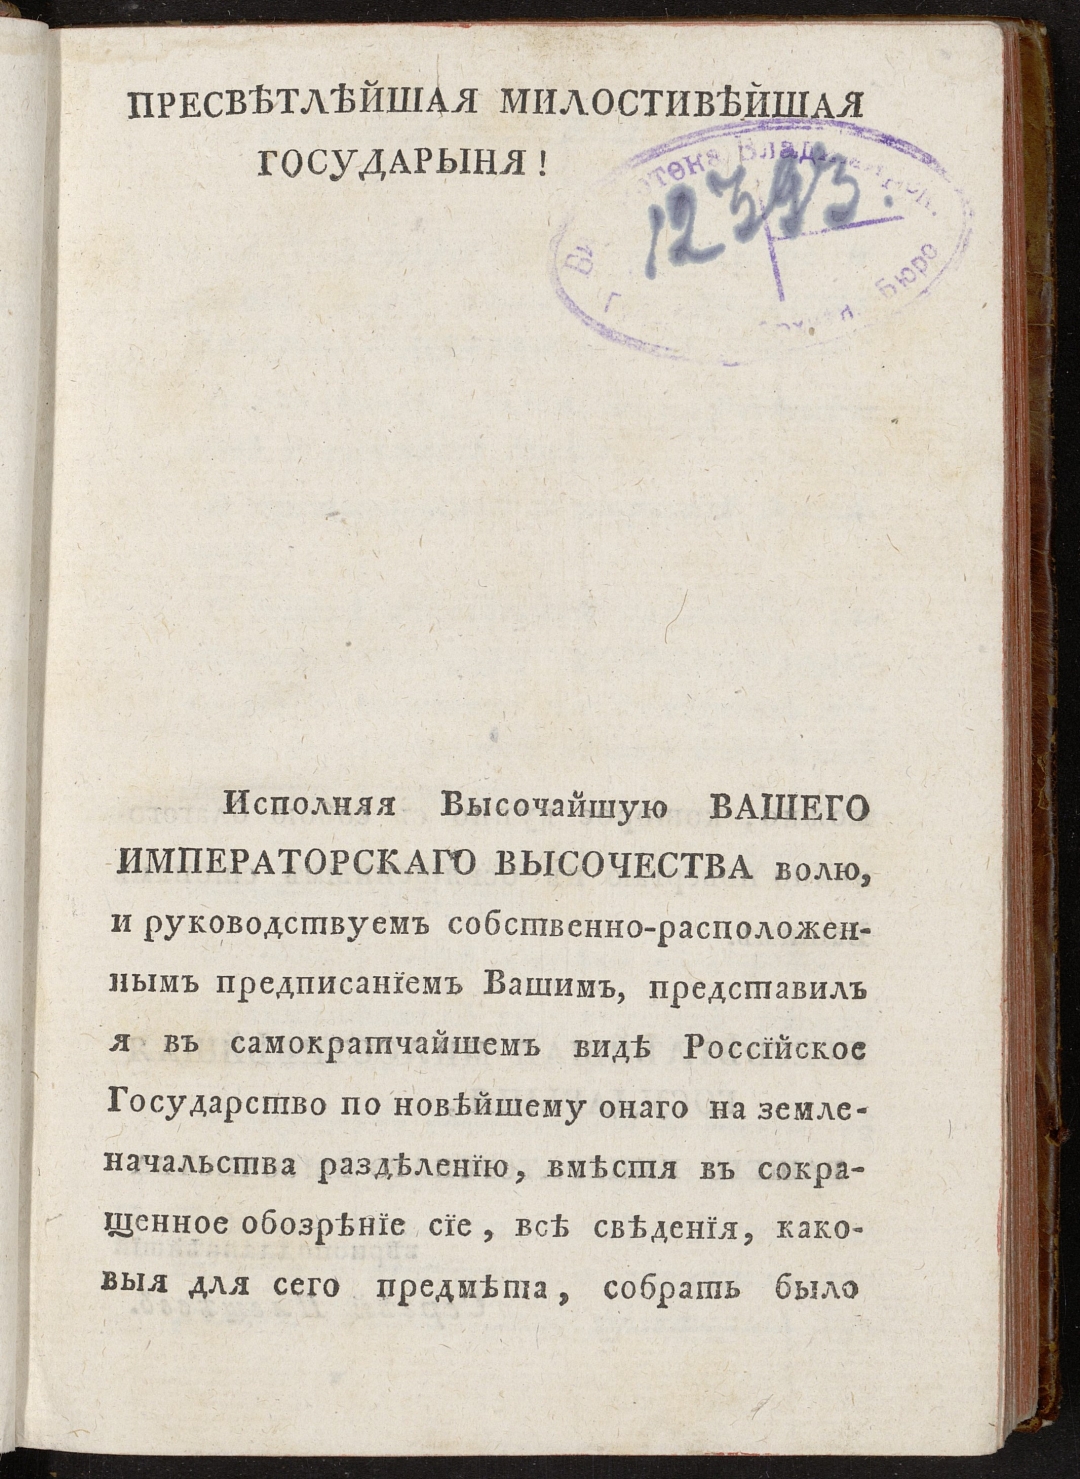 ПРЕСВѢТЛѢЙШАЯ МИЛОСТИВѢЙШАЯ
ГОСУДАРЫНЯ!
12393.
Бюро
Исполняя Высочайшую ВАШЕГО
ИМПЕРАТОРСКАГО ВЫСОЧЕСТВА волю,
и руководствуемъ собственно-расположен-
нымъ предписанїемъ Вашимъ, представилъ
я въ самократчайшемъ видѣ Россїйское
Государство по новѣйшему онаго на земле-
начальства раздѣленїю, вмѣстя въ сокра-
щенное обозрѣнїе сїе, всѣ свѣденїя, како-
выя для сего предмѣта, собрать было